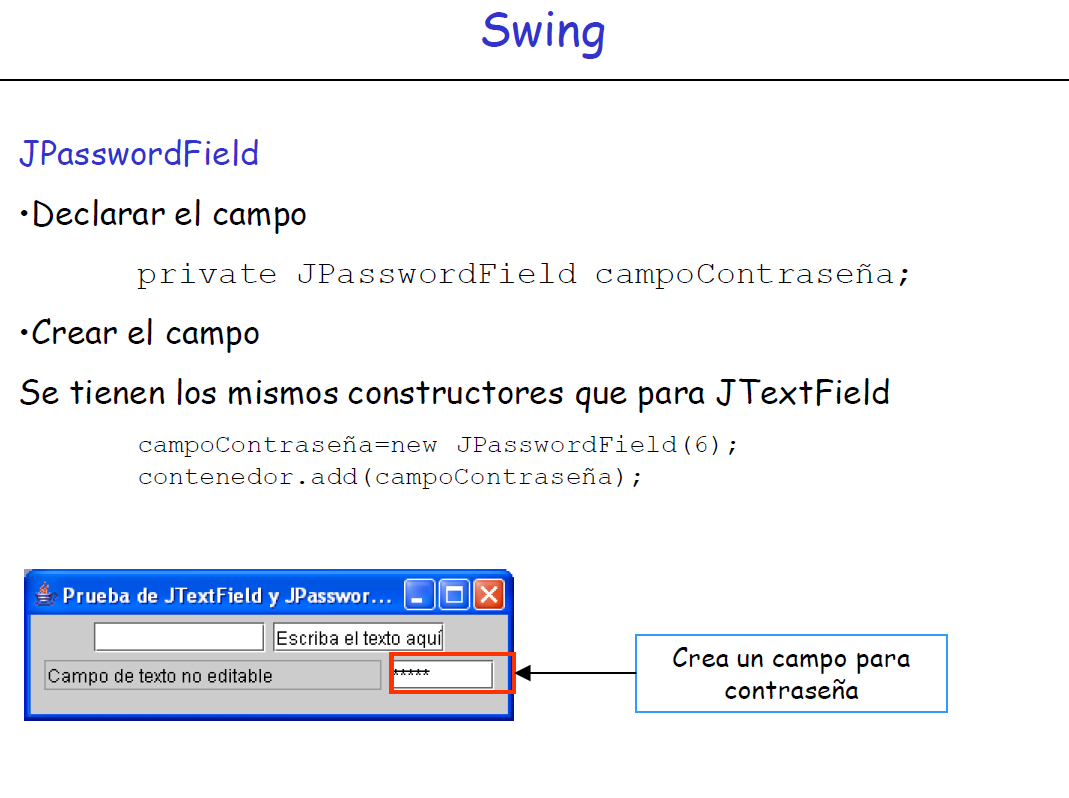 Swing
JPasswordField
•Declarar el campo
private JPasswordField campoContraseña;
•Crear el campo
Se tienen los mismos constructores que para JTextField
campoContraseña=new JPasswordField(6);
contenedor.add(campoContraseña);
Prueba de JTextField y JPasswor...
Escriba el texto aquí
Campo de texto no editable
*****
Crea un campo para
contraseña